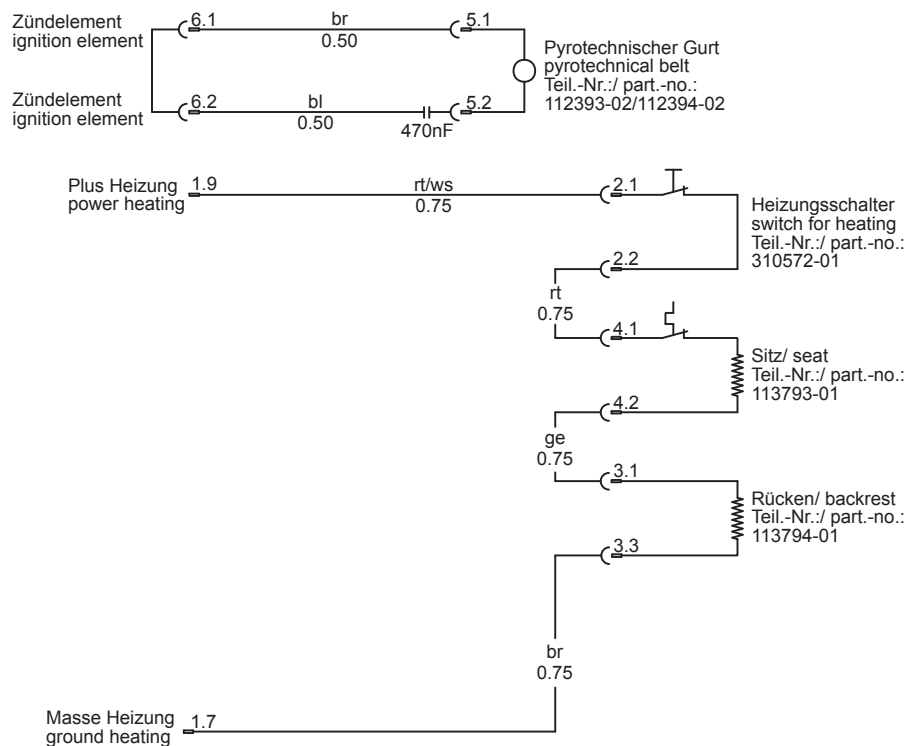 Zündelement
ignition element
6.1
br
0.50
5.1
Pyrotechnischer Gurt
pyrotechnical belt
Teil.-Nr.:/ part.-no.:
112393-02/112394-02
Zündelement
ignition element
6.2
bl
0.50
470nF
5.2
Plus Heizung
power heating
1.9
rt/ws
0.75
2.1
Heizungsschalter
switch for heating
Teil.-Nr.:/ part.-no.:
310572-01
2.2
rt
0.75
4.1
Sitz/ seat
Teil.-Nr.:/ part.-no.:
113793-01
4.2
ge
0.75
3.1
Rücken/ backrest
Teil.-Nr.:/ part.-no.:
113794-01
3.3
br
0.75
Masse Heizung
ground heating
1.7